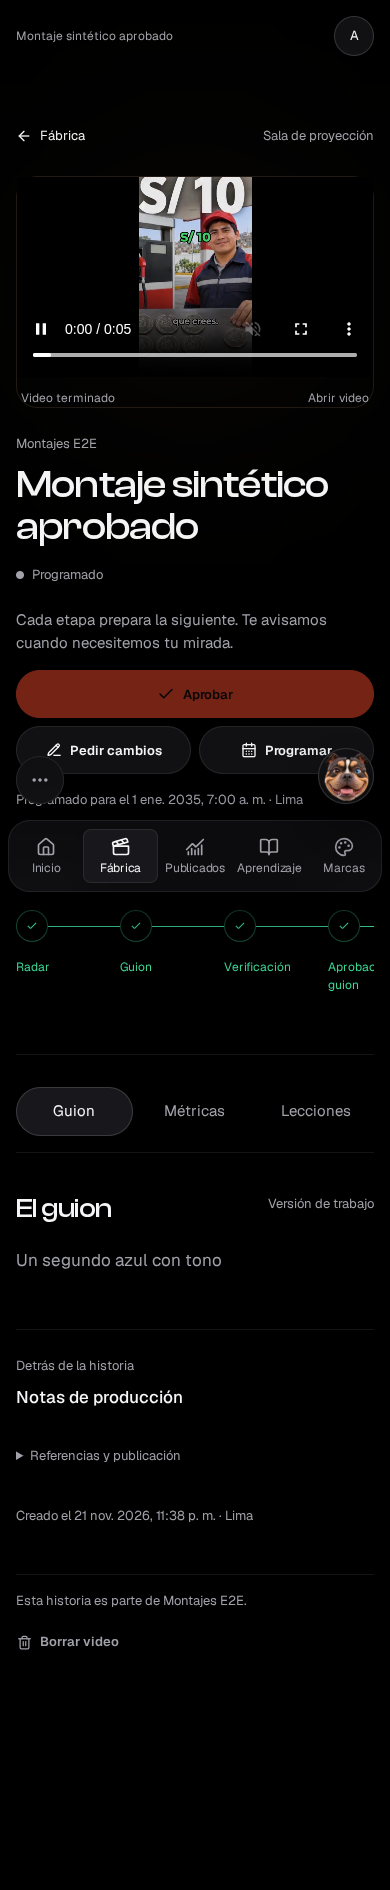 Montaje sintético aprobado
A
Fábrica
Sala de proyección
S/ 10
S/ 10
que crees.
0:00 / 0:05
Video terminado
Abrir video
Montajes E2E
Montaje sintético
aprobado
Programado
Cada etapa prepara la siguiente. Te avisamos
cuando necesitemos tu mirada.
Aprobar
Pedir cambios
Programar
Programado para el 1 ene. 2035, 7:00 a. m. · Lima
Inicio
Fábrica
Publicados
Aprendizaje
Marcas
Radar
Guion
Verificación
Aprobac
guion
Guion
Métricas
Lecciones
El guion
Versión de trabajo
Un segundo azul con tono
Detrás de la historia
Notas de producción
Referencias y publicación
Creado el 21 nov. 2026, 11:38 p. m. · Lima
Esta historia es parte de Montajes E2E.
Borrar video